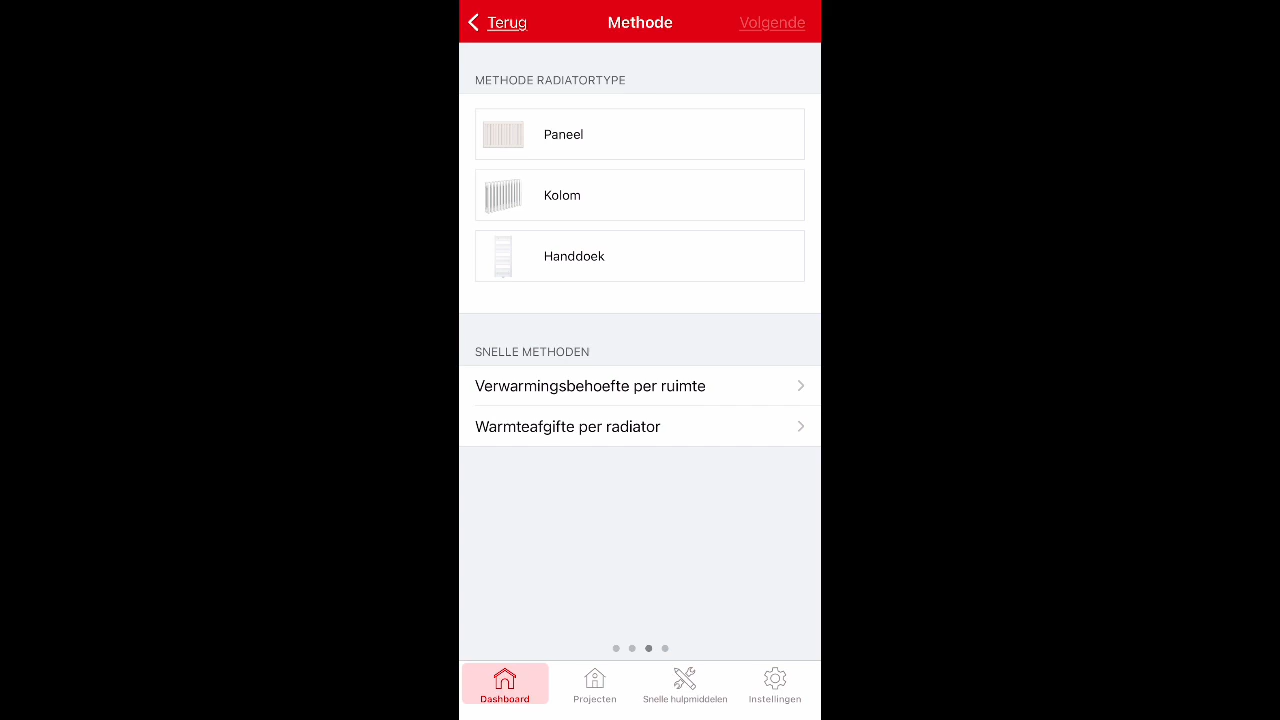 Terug Methode Volgende
METHODE RADIATORTYPE
Paneel
Kolom
Handdoek
SNELLE METHODEN
Verwarmingsbehoefte per ruimte
Warmteafgifte per radiator
Dashboard Projecten Snelle hulpmiddelen Instellingen